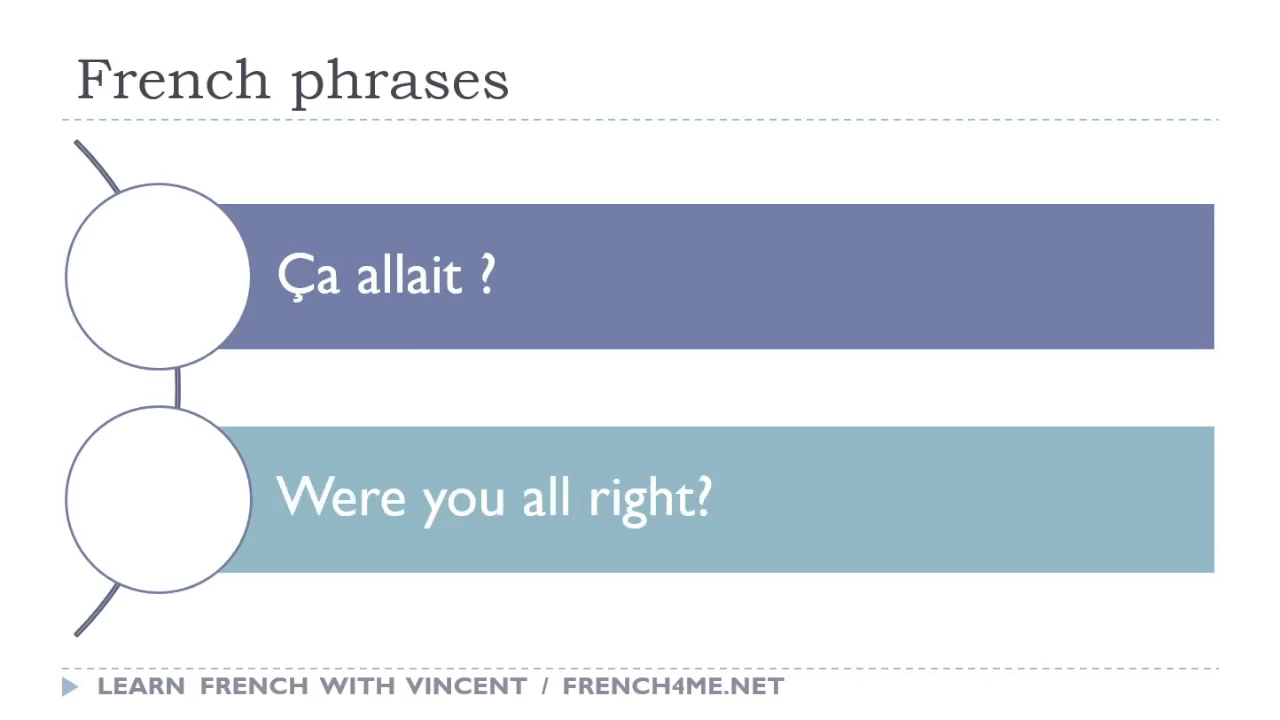 French phrases
Ça allait ?
Were you all right?
LEARN FRENCH WITH VINCENT / FRENCH4ME.NET